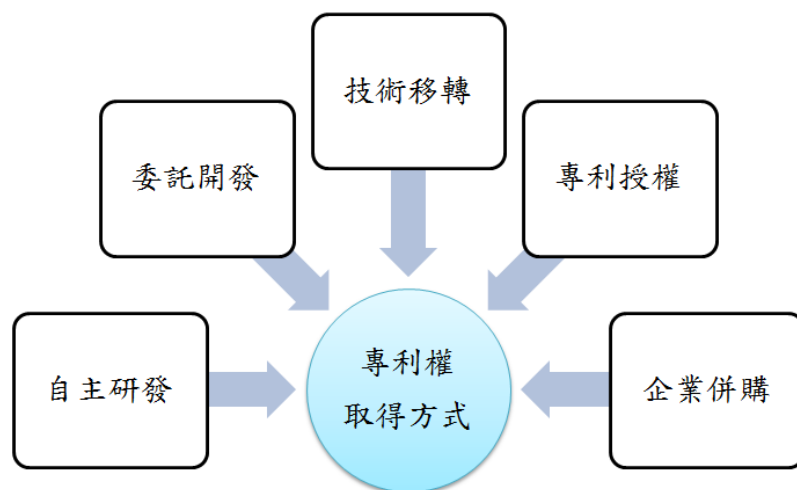 技術移轉
委託開發
專利授權
自主研發
專利權
取得方式
企業併購